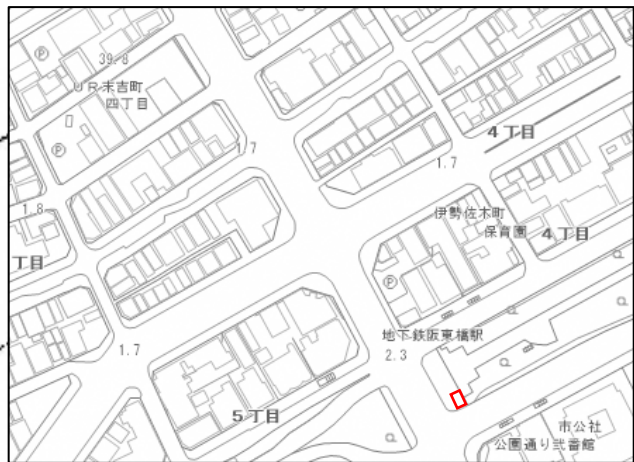 39.8
UR末吉町
四丁目
4丁目
1.7
1.7
1.8
伊勢佐木町
保育園
4丁目
丁目
地下鉄阪東橋駅
2.3
1.7
5丁目
市公社
公園通り弐番館